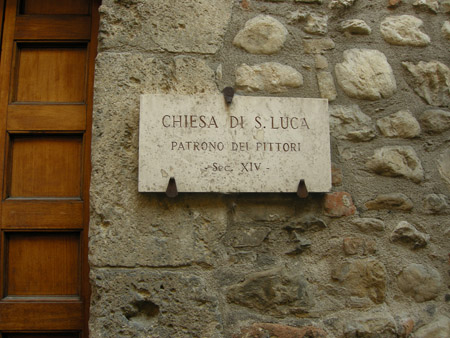 CHIESA DI S. LUCA
PATRONO DEI PITTORI
- Sec. XIV -